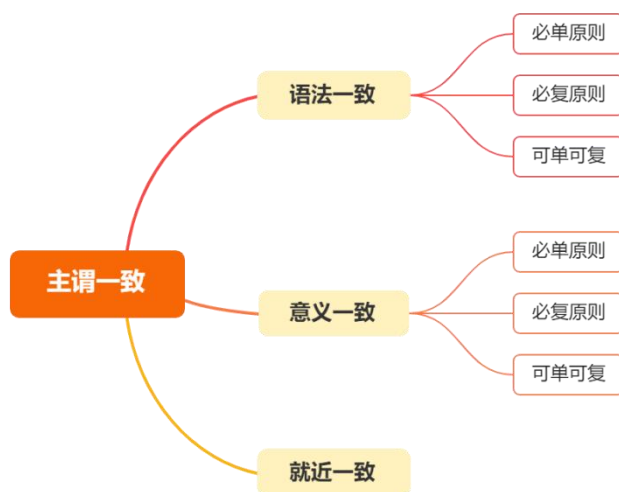 主谓一致
语法一致
必单原则
必复原则
可单可复
意义一致
必单原则
必复原则
可单可复
就近一致